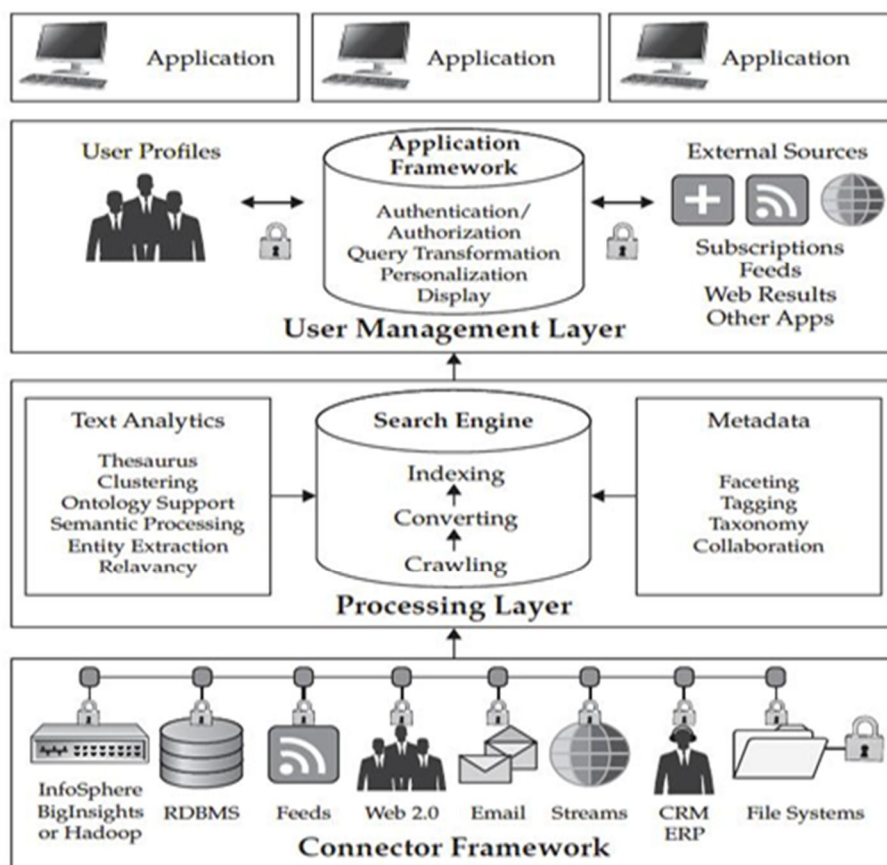 Application
Application
Application
User Profiles
Application
Framework
Authentication/
Authorization
Query Transformation
Personalization
Display
External Sources
Subscriptions
Feeds
Web Results
Other Apps
User Management Layer
Text Analytics
Thesaurus
Clustering
Ontology Support
Semantic Processing
Entity Extraction
Relavancy
Search Engine
Indexing
Converting
Crawling
Metadata
Faceting
Tagging
Taxonomy
Collaboration
Processing Layer
InfoSphere
BigInsights
or Hadoop
RDBMS
Feeds
Web 2.0
Email
Streams
CRM
ERP
File Systems
Connector Framework